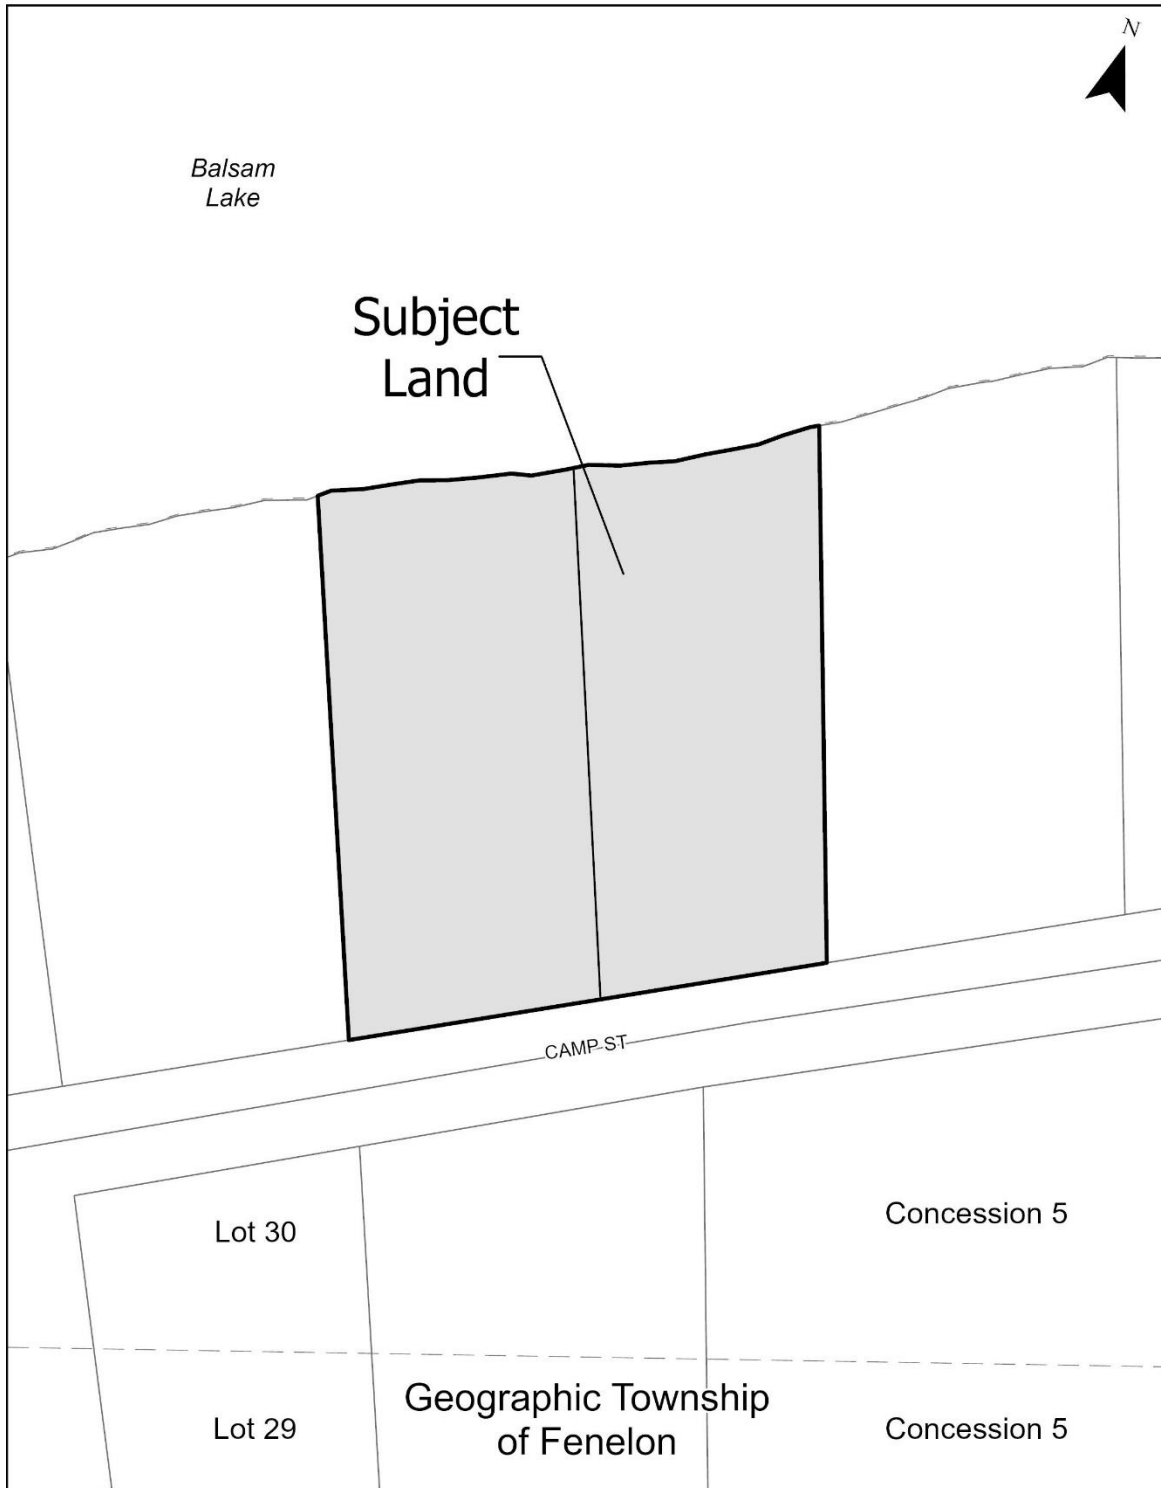 N
Balsam
Lake
Subject
Land
CAMP ST
Lot 30
Concession 5
Geographic Township
of Fenelon
Lot 29
Concession 5